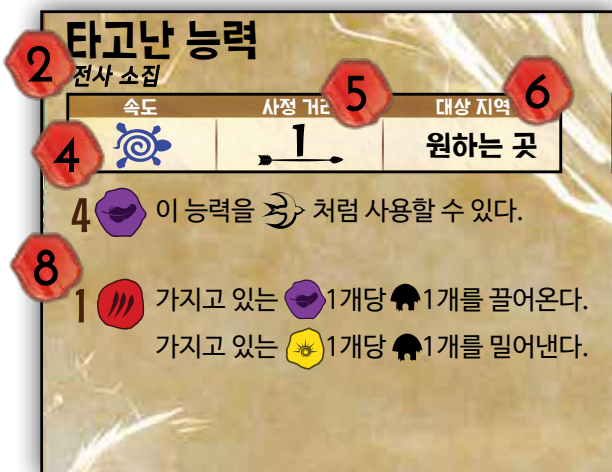 2 타고난 능력
전사 소집
속도 사정 거리 5 대상 지역 6
4 1 원하는 곳
4 이 능력을 처럼 사용할 수 있다.
8
1 가지고 있는 1개당 1개를 끌어온다.
가지고 있는 1개당 1개를 밀어낸다.